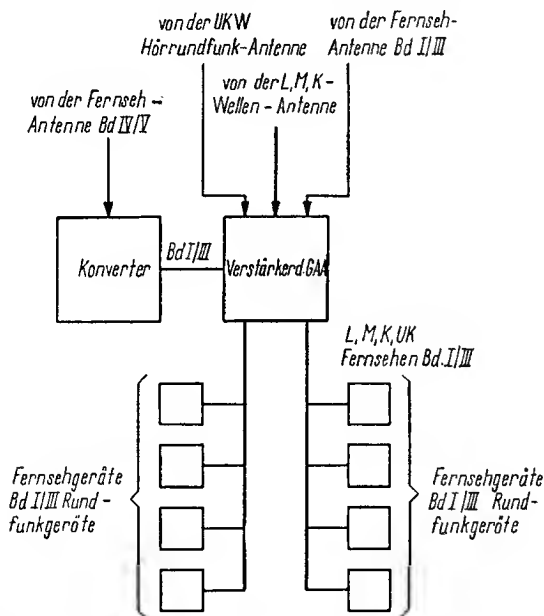 von der UKW
Hörrundfunk-Antenne
von der Fernseh-
Antenne Bd I/III
von der L,M,K-
Wellen-Antenne
von der Fernseh-
Antenne Bd IV/V
Konverter
Bd I/III
Verstärkerd.GAA
L,M,K,UK
Fernsehen Bd.I/III
Fernsehgeräte
Bd I/III Rund-
funkgeräte
Fernsehgeräte
Bd I/III Rund-
funkgeräte